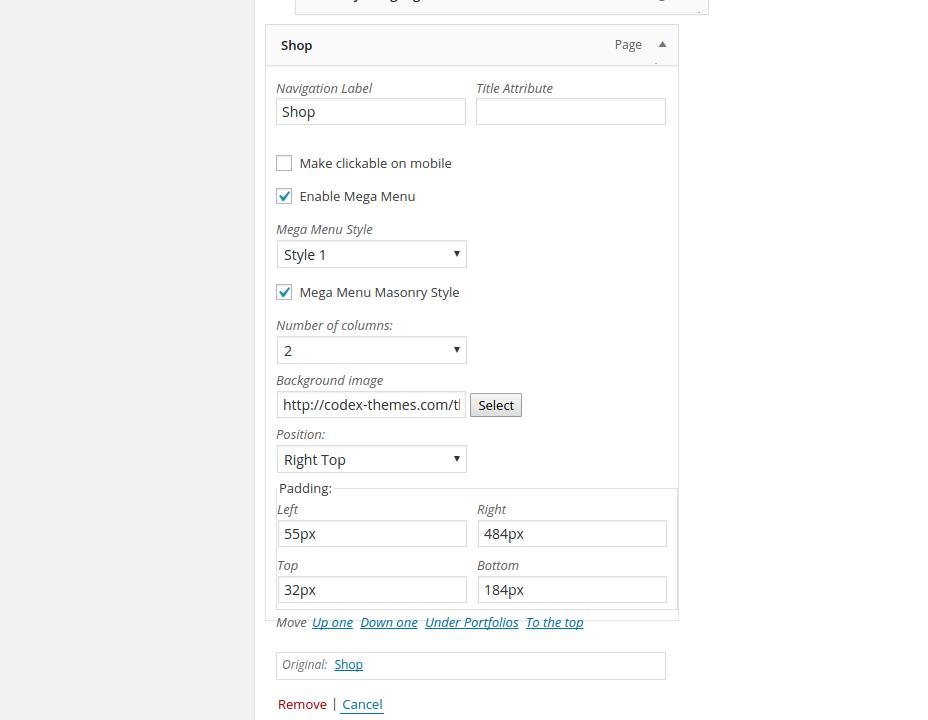 Shop Page
Navigation Label Title Attribute
Shop
Make clickable on mobile
Enable Mega Menu
Mega Menu Style
Style 1
Mega Menu Masonry Style
Number of columns:
2
Background image
http://codex-themes.com/tl Select
Position:
Right Top
Padding:
Left Right
55px 484px
Top Bottom
32px 184px
Move Up one Down one Under Portfolios To the top
Original: Shop
Remove | Cancel